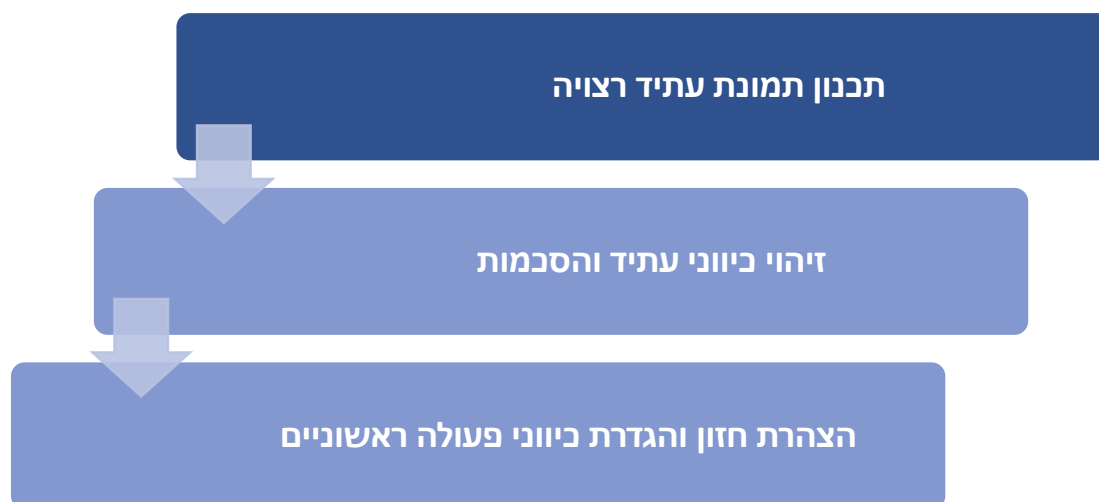 תכנון תמונת עתיד רצויה
זיהוי כיווני עתיד והסכמות
הצהרת חזון והגדרת כיווני פעולה ראשוניים